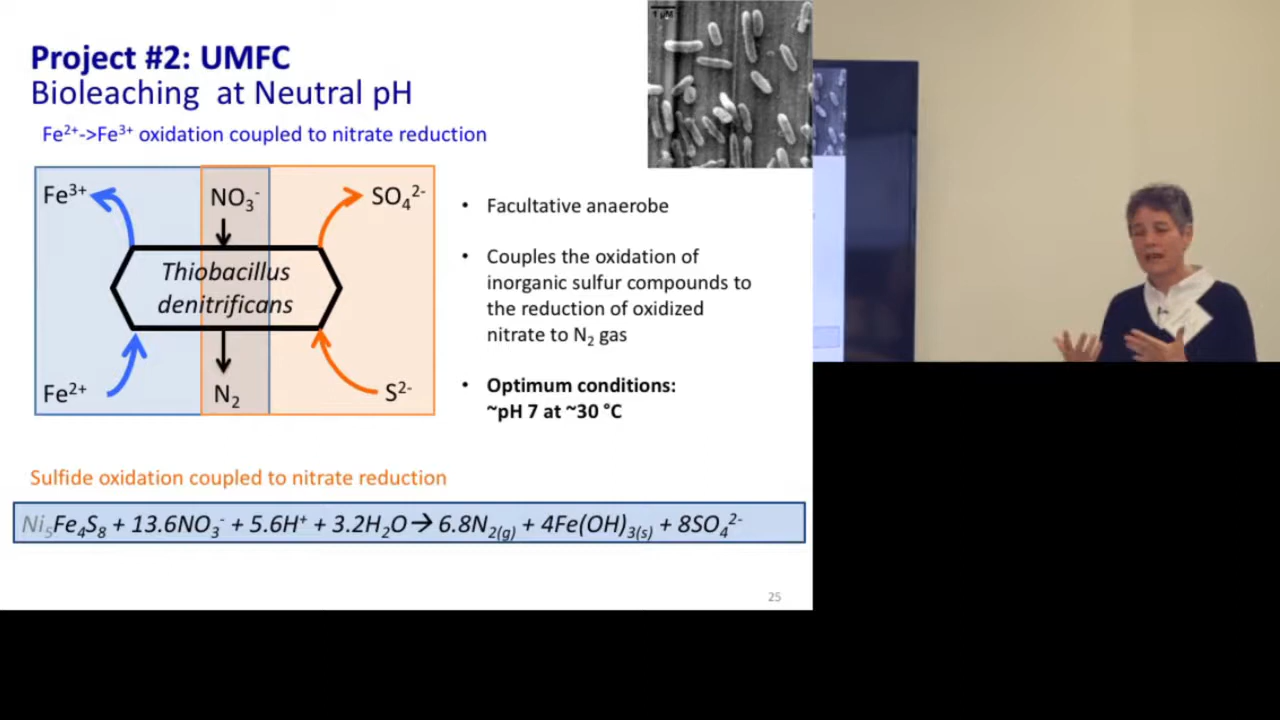 Project #2: UMFC
Bioleaching at Neutral pH
Fe²⁺->Fe³⁺ oxidation coupled to nitrate reduction
1 µM
Fe³⁺
NO₃⁻
SO₄²⁻
Thiobacillus
denitrificans
Fe²⁺
N₂
S²⁻
• Facultative anaerobe
• Couples the oxidation of
inorganic sulfur compounds to
the reduction of oxidized
nitrate to N₂ gas
• Optimum conditions:
~pH 7 at ~30 °C
Sulfide oxidation coupled to nitrate reduction
Ni₅Fe₄S₈ + 13.6NO₃⁻ + 5.6H⁺ + 3.2H₂O→ 6.8N₂₍g₎ + 4Fe(OH)₃₍s₎ + 8SO₄²⁻
25